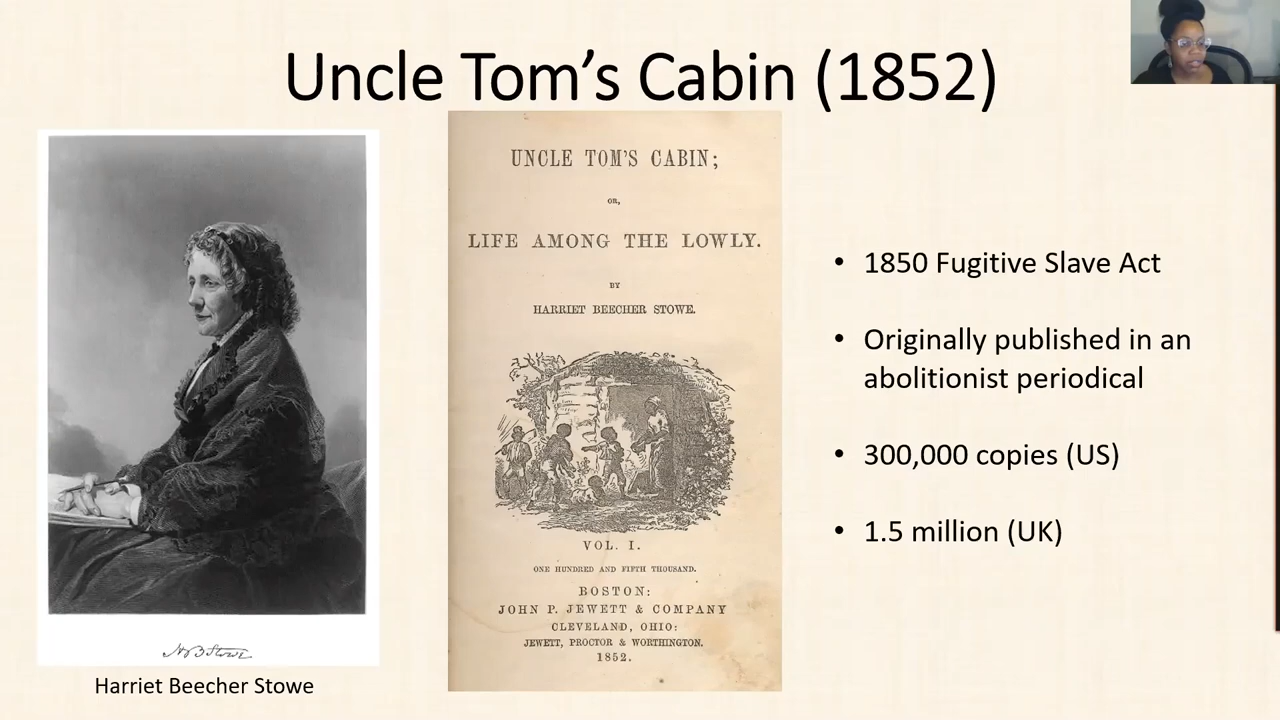 Uncle Tom’s Cabin (1852)
H B Stowe
Harriet Beecher Stowe
UNCLE TOM'S CABIN;
OR,
LIFE AMONG THE LOWLY.
BY
HARRIET BEECHER STOWE.
VOL. I.
ONE HUNDRED AND FIFTH THOUSAND.
BOSTON:
JOHN P. JEWETT & COMPANY
CLEVELAND, OHIO:
JEWETT, PROCTOR & WORTHINGTON.
1852.
• 1850 Fugitive Slave Act
• Originally published in an
abolitionist periodical
• 300,000 copies (US)
• 1.5 million (UK)